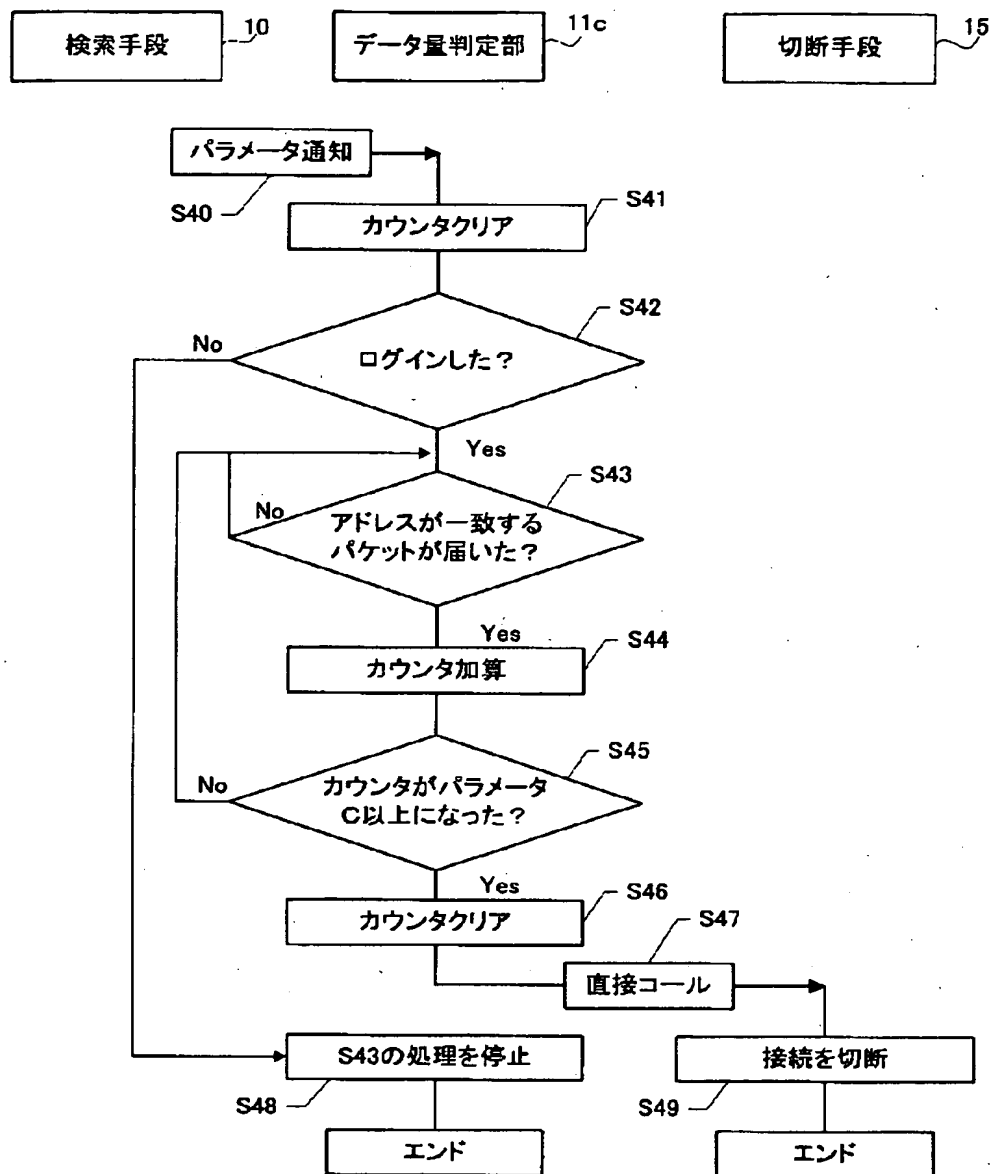 検索手段
10
データ量判定部
11c
切断手段
15
パラメータ通知
S40
カウンタクリア
S41
ログインした？
S42
No
Yes
アドレスが一致する
パケットが届いた？
S43
No
Yes
カウンタ加算
S44
カウンタがパラメータ
C以上になった？
S45
No
Yes
カウンタクリア
S46
直接コール
S47
S43の処理を停止
S48
接続を切断
S49
エンド
エンド